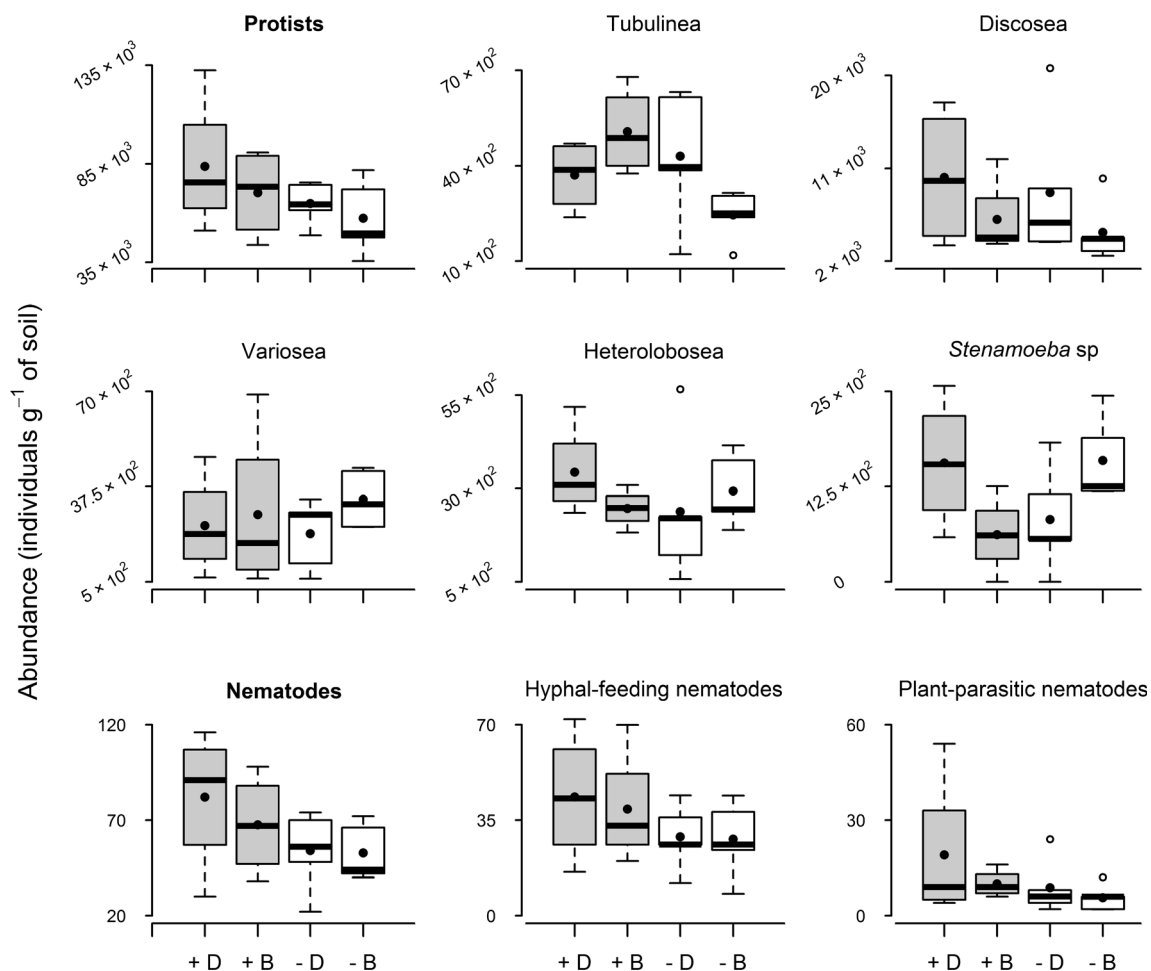 Protists
Tubulinea
Discosea
135 × 10³
85 × 10³
35 × 10³
70 × 10²
40 × 10²
10 × 10²
20 × 10³
11 × 10³
2 × 10³
Abundance (individuals g⁻¹ of soil)
Variosea
Heterolobosea
Stenamoeba sp
70 × 10²
37.5 × 10²
5 × 10²
55 × 10²
30 × 10²
5 × 10²
25 × 10²
12.5 × 10²
0
Nematodes
Hyphal-feeding nematodes
Plant-parasitic nematodes
120
70
20
70
35
0
60
30
0
+ D + B - D - B
+ D + B - D - B
+ D + B - D - B